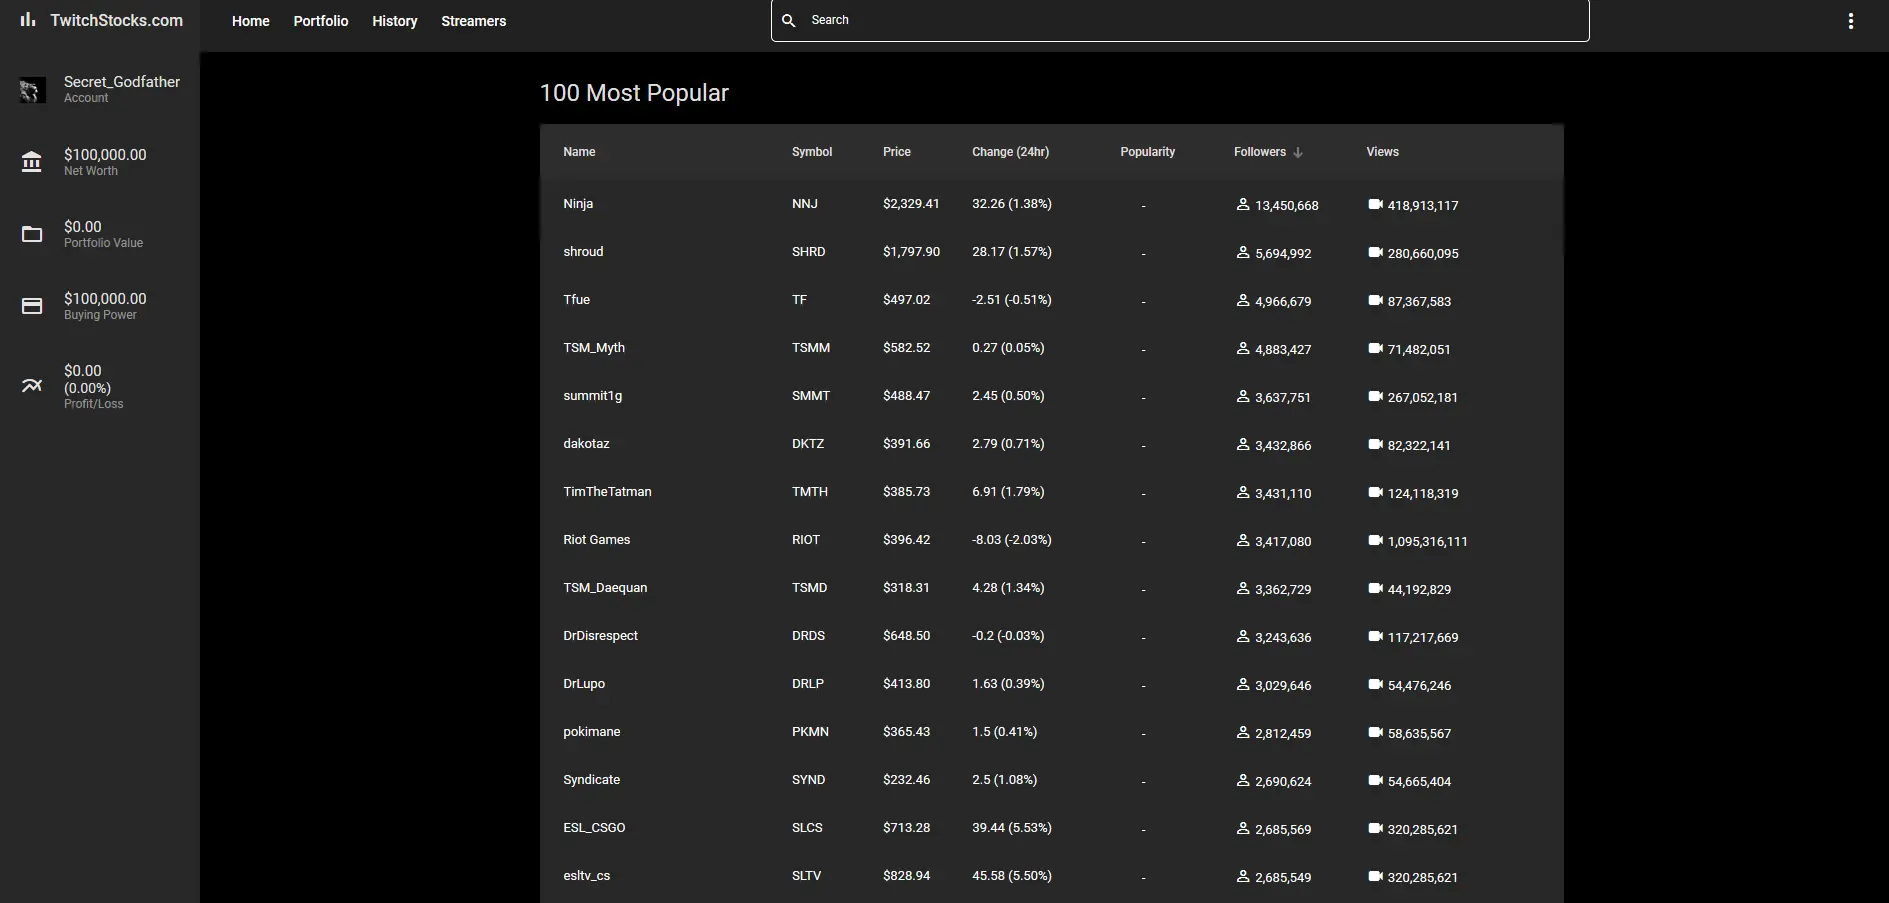 TwitchStocks.com
Home Portfolio History Streamers
Search
Secret_Godfather
Account
$100,000.00
Net Worth
$0.00
Portfolio Value
$100,000.00
Buying Power
$0.00
(0.00%)
Profit/Loss
100 Most Popular
Name Symbol Price Change (24hr) Popularity Followers Views
Ninja NNJ $2,329.41 32.26 (1.38%) - 13,450,668 418,913,117
shroud SHRD $1,797.90 28.17 (1.57%) - 5,694,992 280,660,095
Tfue TF $497.02 -2.51 (-0.51%) - 4,966,679 87,367,583
TSM_Myth TSMM $582.52 0.27 (0.05%) - 4,883,427 71,482,051
summit1g SMMT $488.47 2.45 (0.50%) - 3,637,751 267,052,181
dakotaz DKTZ $391.66 2.79 (0.71%) - 3,432,866 82,322,141
TimTheTatman TMTH $385.73 6.91 (1.79%) - 3,431,110 124,118,319
Riot Games RIOT $396.42 -8.03 (-2.03%) - 3,417,080 1,095,316,111
TSM_Daequan TSMD $318.31 4.28 (1.34%) - 3,362,729 44,192,829
DrDisrespect DRDS $648.50 -0.2 (-0.03%) - 3,243,636 117,217,669
DrLupo DRLP $413.80 1.63 (0.39%) - 3,029,646 54,476,246
pokimane PKMN $365.43 1.5 (0.41%) - 2,812,459 58,635,567
Syndicate SYND $232.46 2.5 (1.08%) - 2,690,624 54,665,404
ESL_CSGO SLCS $713.28 39.44 (5.53%) - 2,685,569 320,285,621
esltv_cs SLTV $828.94 45.58 (5.50%) - 2,685,549 320,285,621